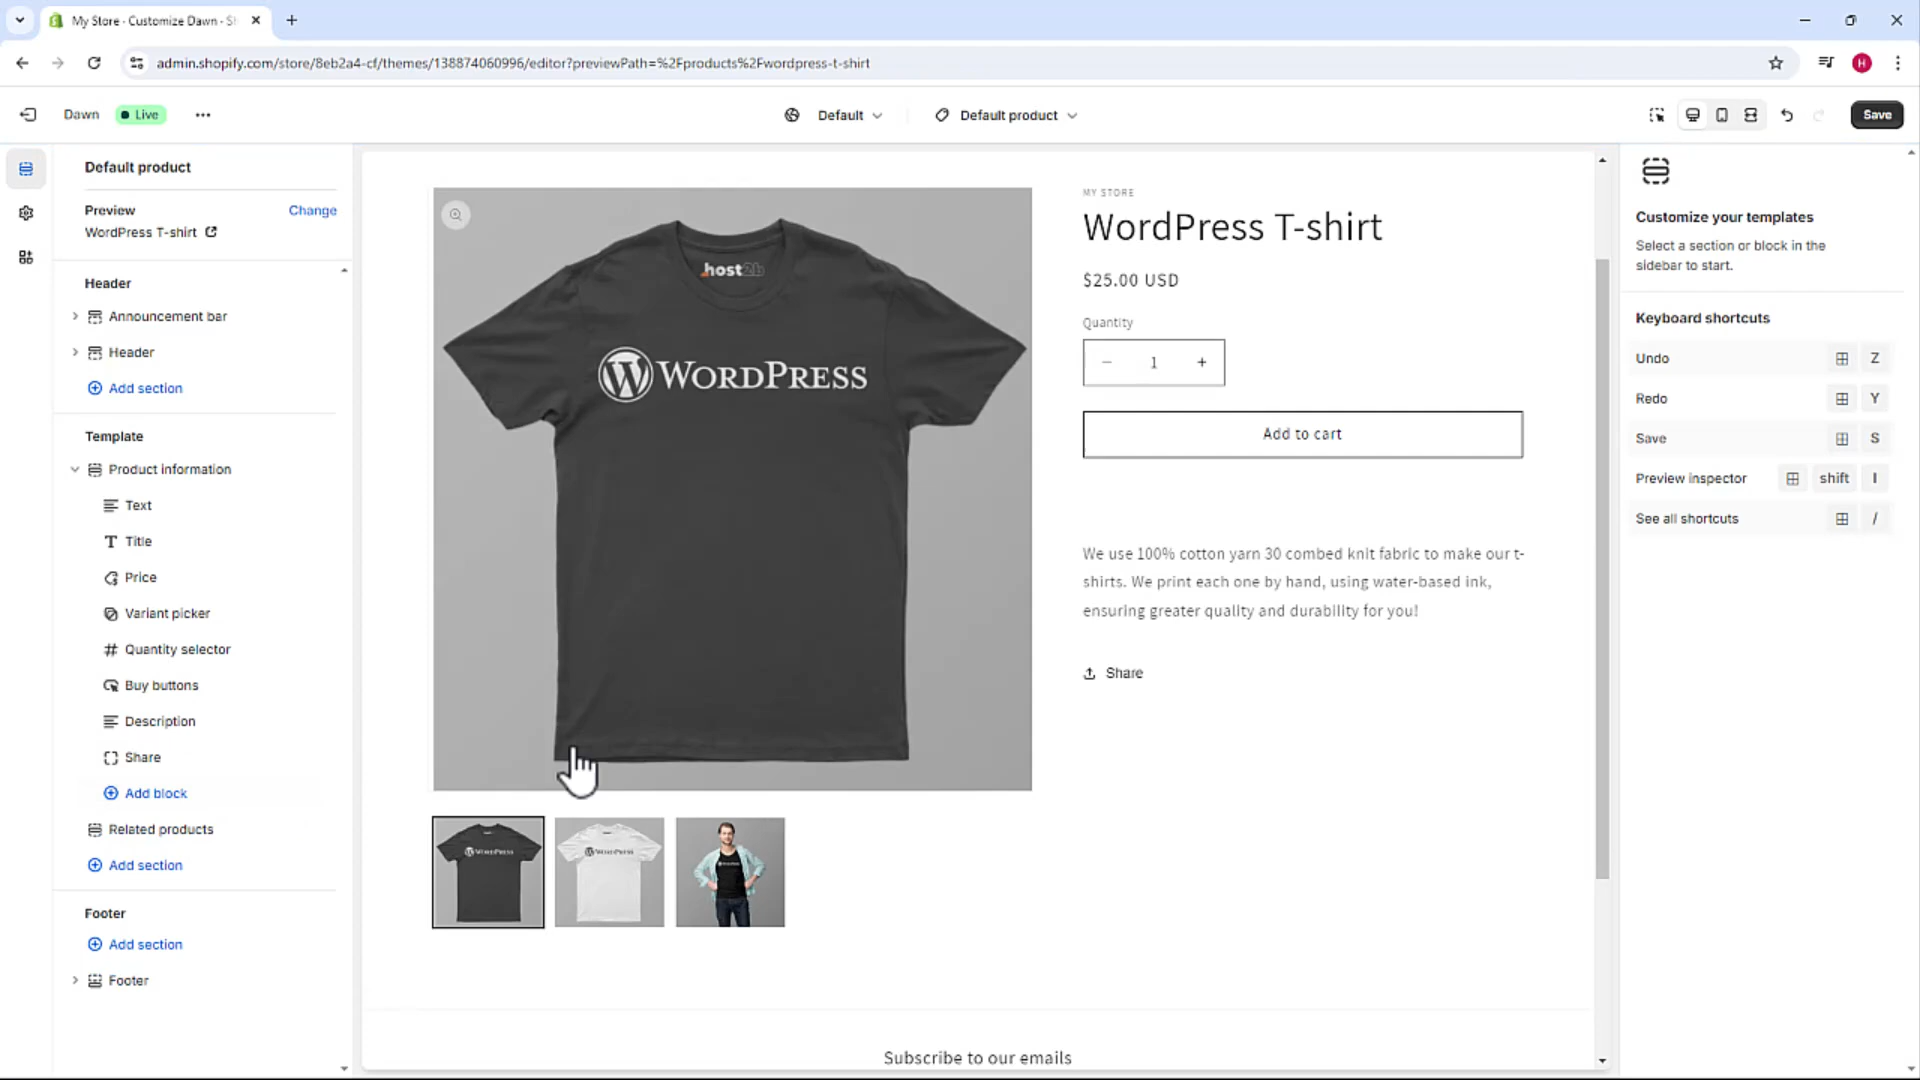 My Store · Customize Dawn · S
admin.shopify.com/store/8eb2a4-cf/themes/138874060996/editor?previewPath=%2Fproducts%2Fwordpress-t-shirt
H
Dawn
Live
Default
Default product
Save
Default product
Preview
Change
WordPress T-shirt
Header
Announcement bar
Header
Add section
Template
Product information
Text
Title
Price
Variant picker
Quantity selector
Buy buttons
Description
Share
Add block
Related products
Add section
Footer
Add section
Footer
.host2b
WORDPRESS
WORDPRESS
WORDPRESS
MY STORE
WordPress T-shirt
$25.00 USD
Quantity
− 1 +
Add to cart
We use 100% cotton yarn 30 combed knit fabric to make our t-
shirts. We print each one by hand, using water-based ink,
ensuring greater quality and durability for you!
Share
Subscribe to our emails
Customize your templates
Select a section or block in the
sidebar to start.
Keyboard shortcuts
Undo Z
Redo Y
Save S
Preview inspector shift I
See all shortcuts /